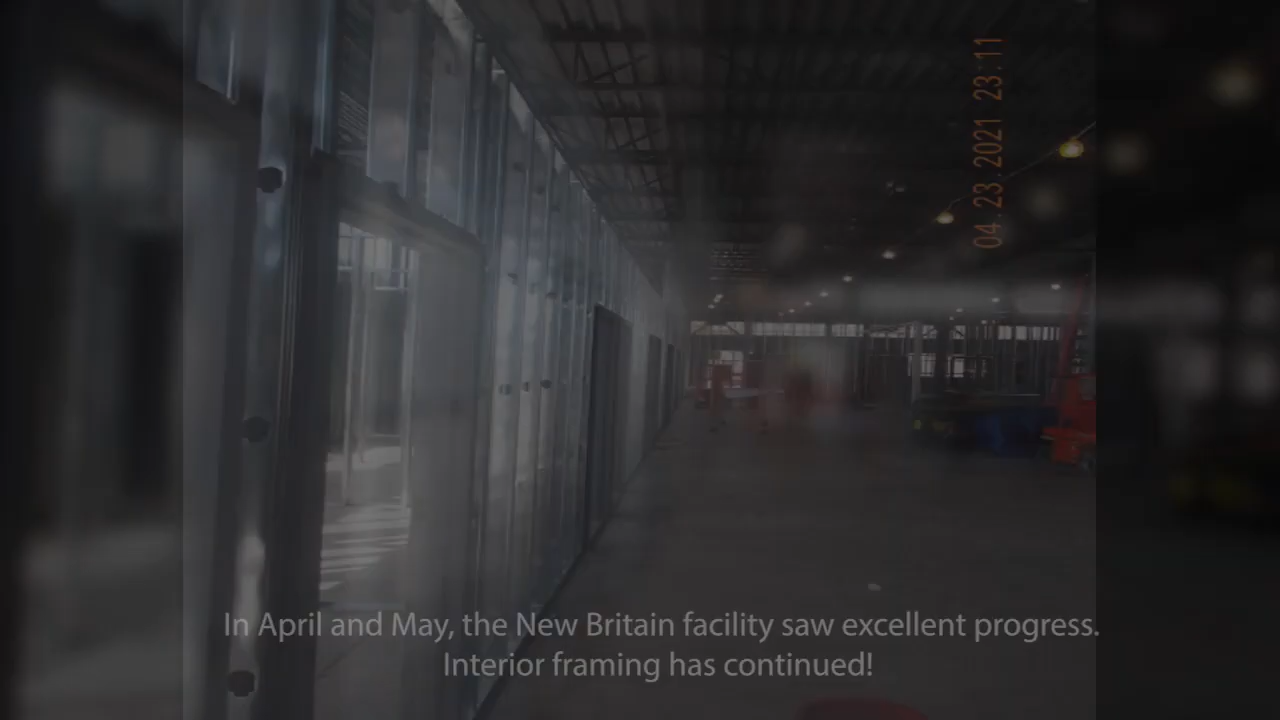 04.23.2021 23:11
In April and May, the New Britain facility saw excellent progress.
Interior framing has continued!